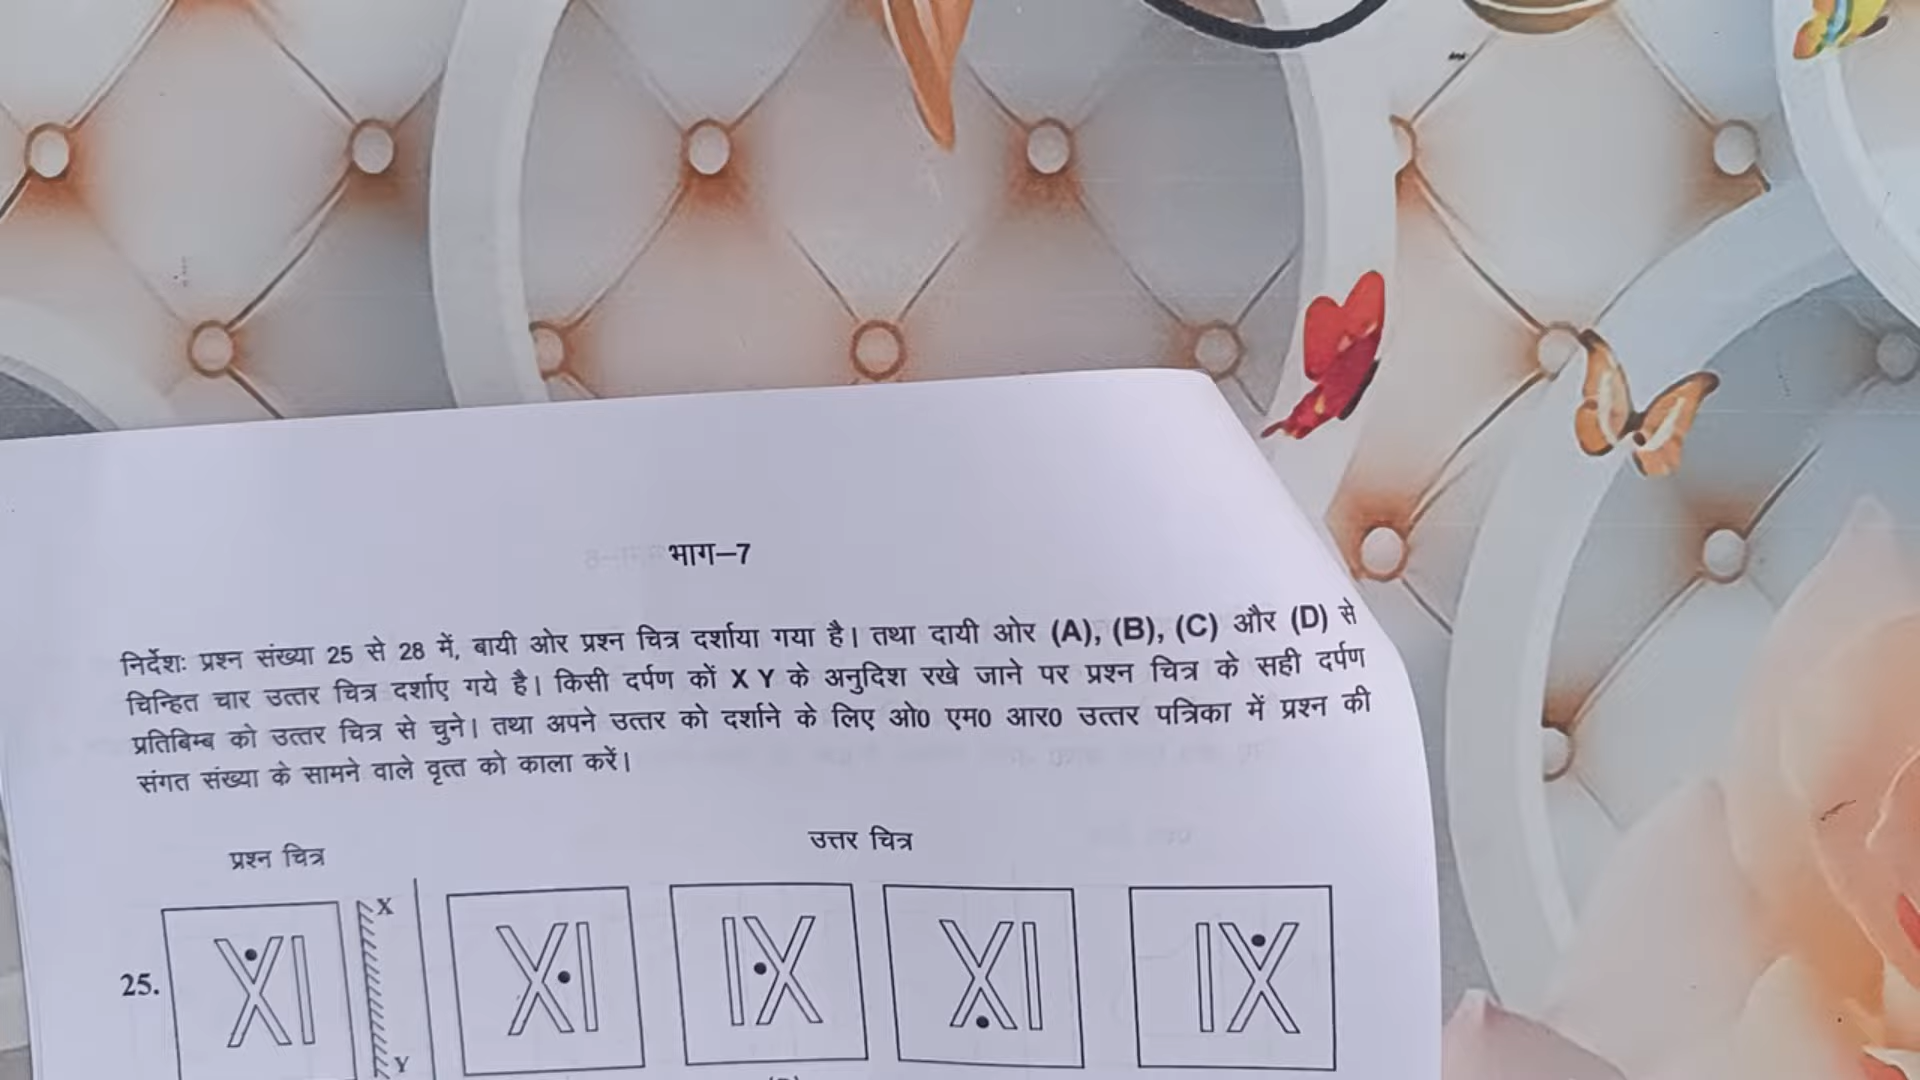 भाग–7
निर्देशः प्रश्न संख्या 25 से 28 में, बायी ओर प्रश्न चित्र दर्शाया गया है। तथा दायी ओर (A), (B), (C) और (D) से
चिन्हित चार उत्तर चित्र दर्शाए गये है। किसी दर्पण कों X Y के अनुदिश रखे जाने पर प्रश्न चित्र के सही दर्पण
प्रतिबिम्ब को उत्तर चित्र से चुने। तथा अपने उत्तर को दर्शाने के लिए ओ0 एम0 आर0 उत्तर पत्रिका में प्रश्न की
संगत संख्या के सामने वाले वृत्त को काला करें।
प्रश्न चित्र
उत्तर चित्र
25.
XI
X
Y
XI
IX
XI
IX